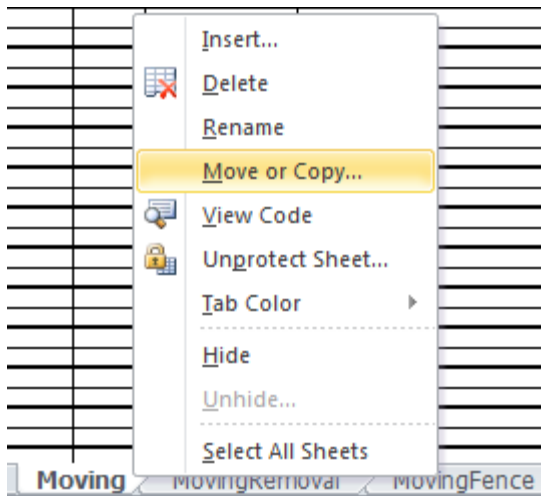 Insert...
Delete
Rename
Move or Copy...
View Code
Unprotect Sheet...
Tab Color
Hide
Unhide...
Select All Sheets
Moving MovingRemoval MovingFence